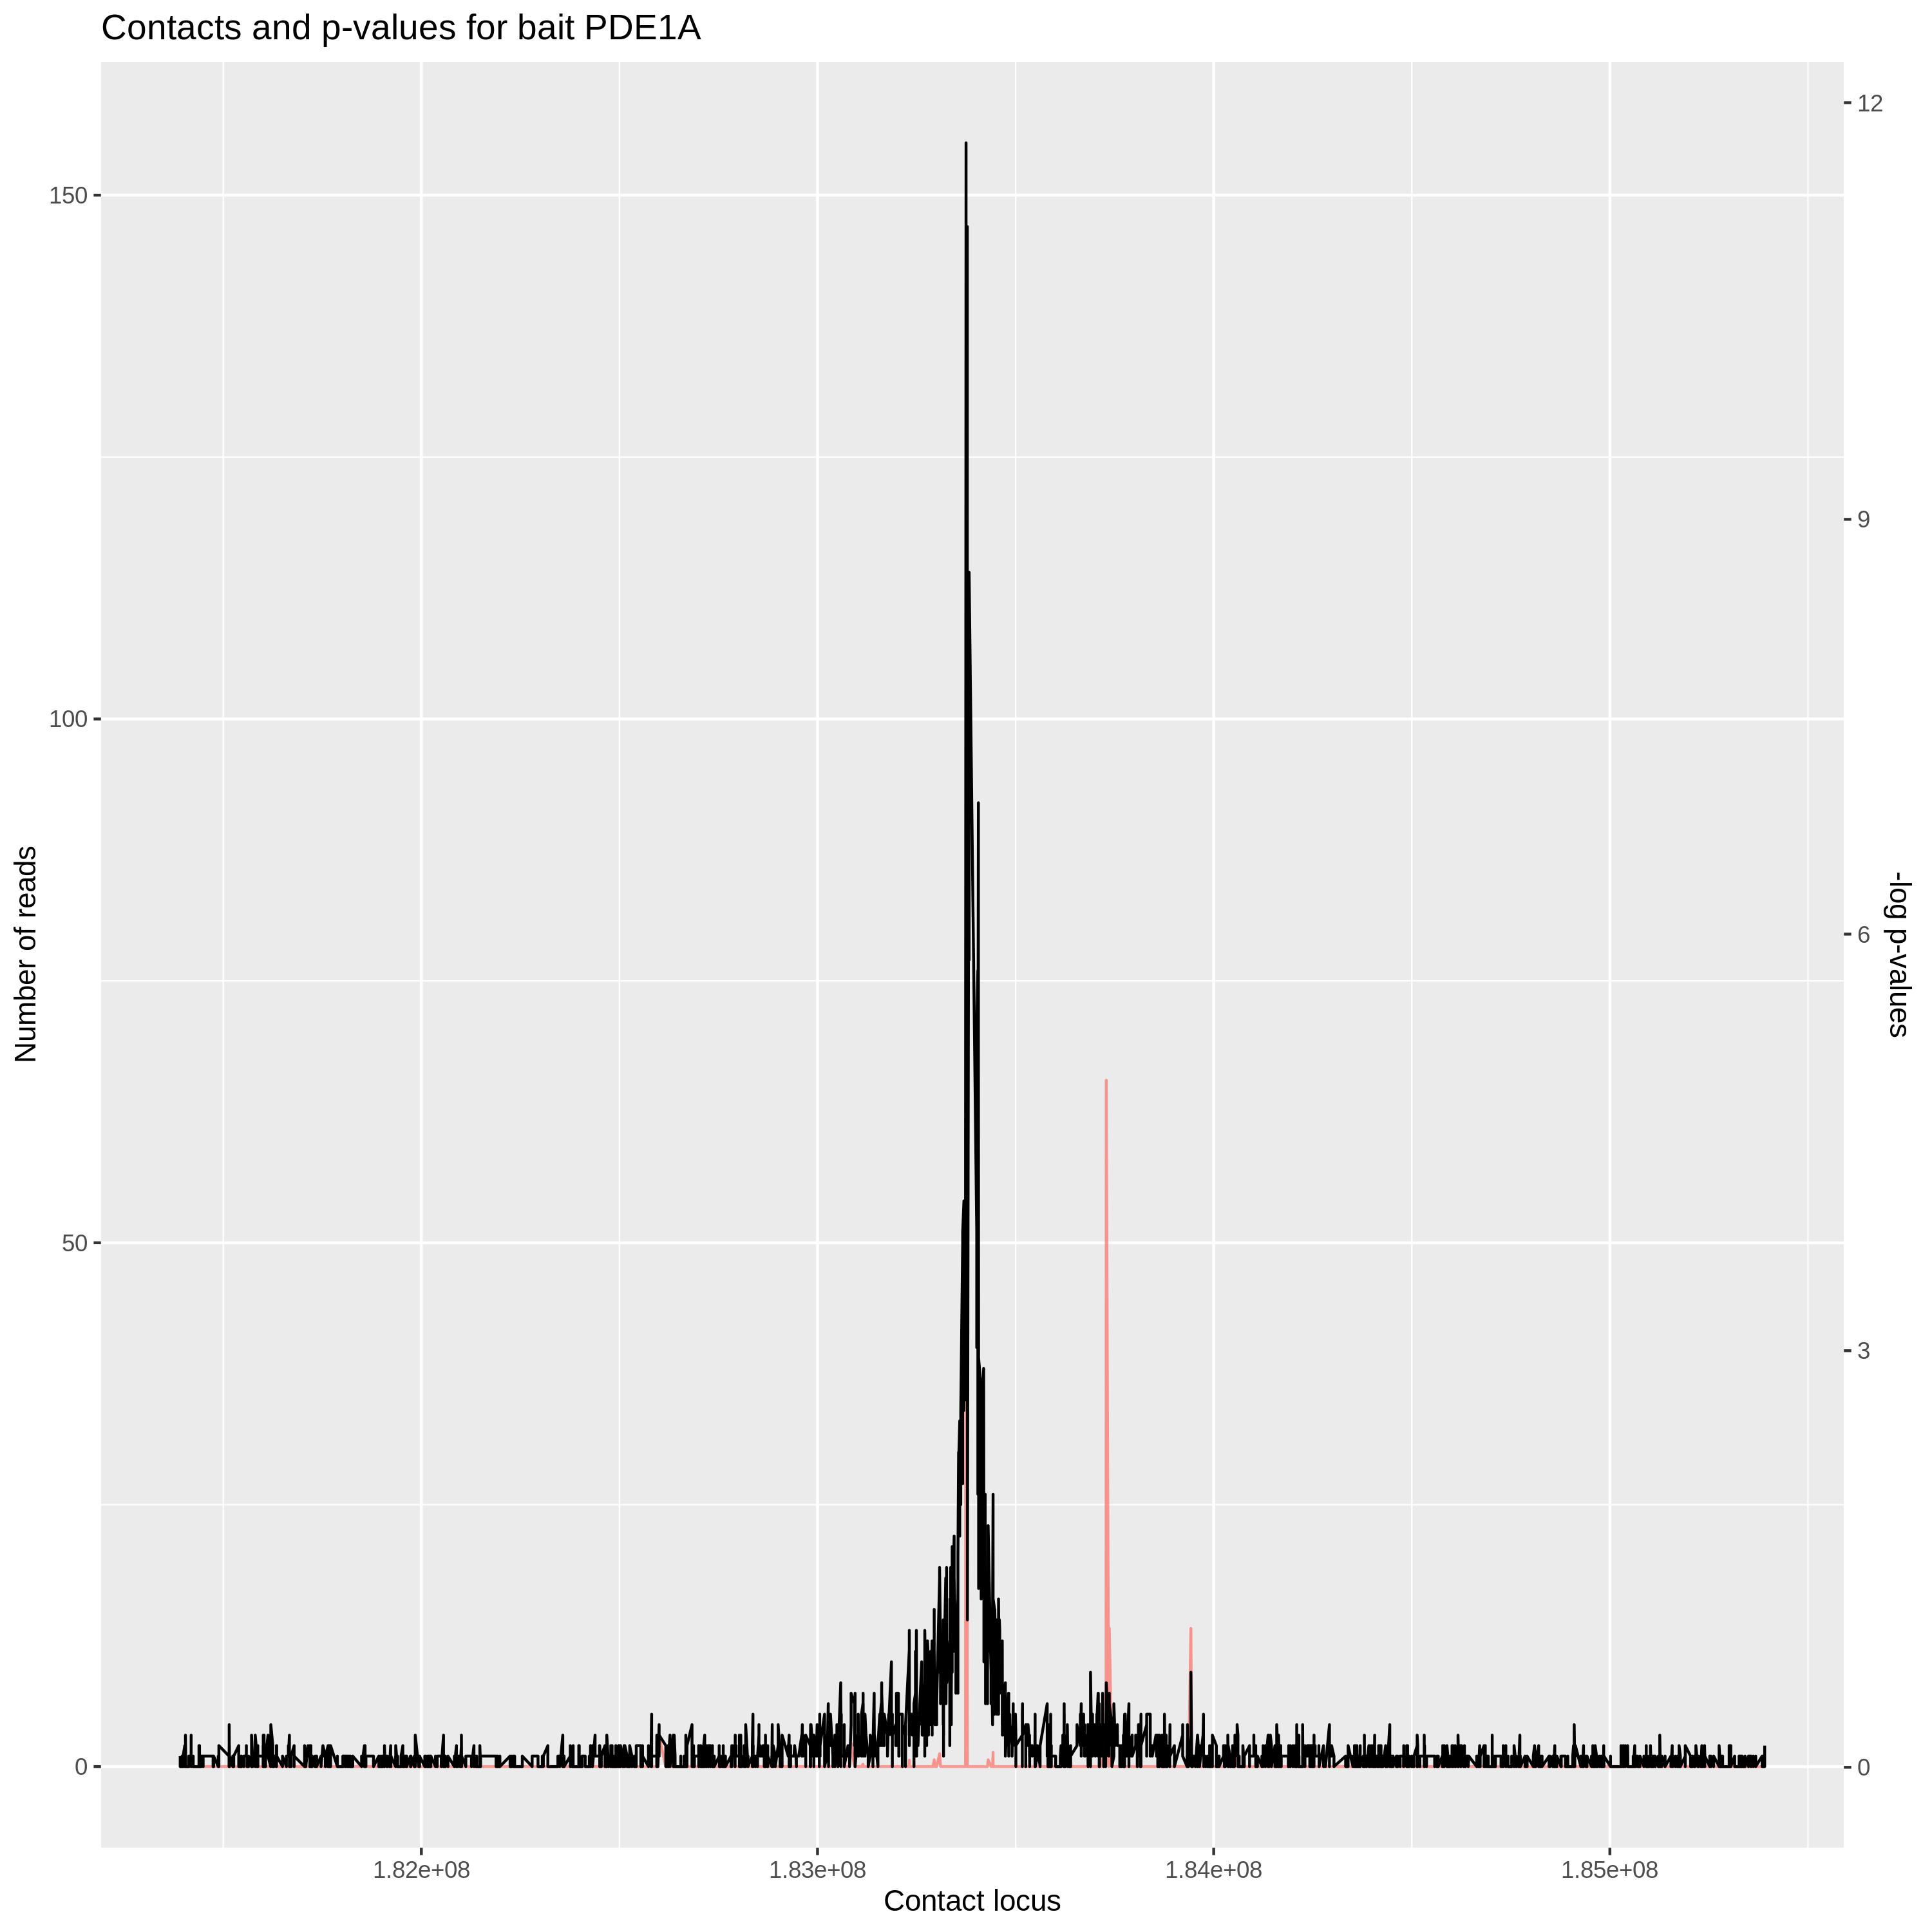 Contacts and p-values for bait PDE1A
150
100
50
0
Number of reads
12
9
6
3
0
-log p-values
1.82e+08
1.83e+08
1.84e+08
1.85e+08
Contact locus